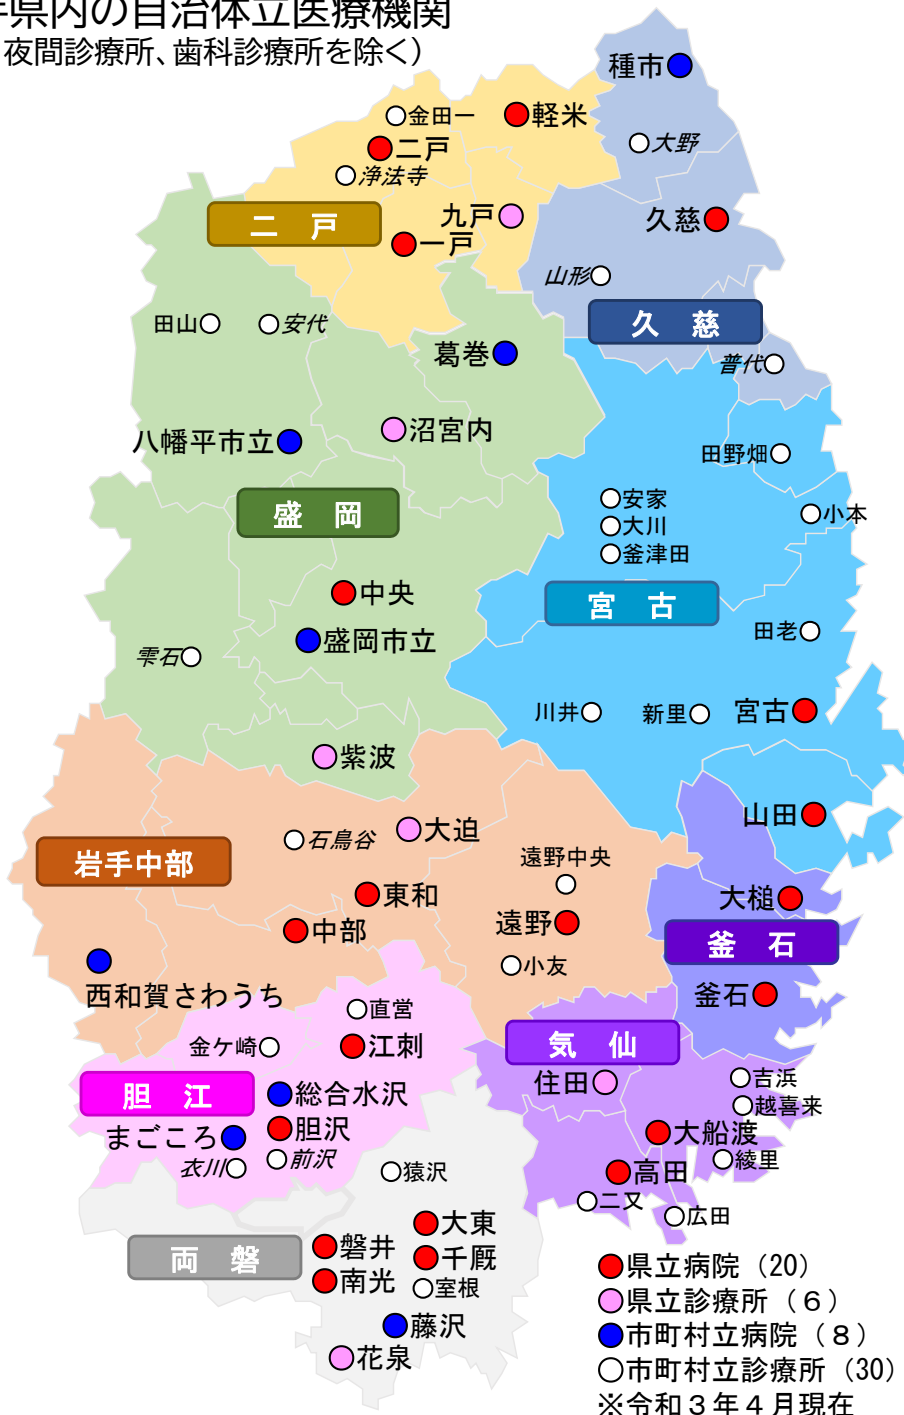 県内の自治体立医療機関
夜間診療所、歯科診療所を除く）
種市
金田一
軽米
大野
二戸
浄法寺
二 戸
九戸
久慈
一戸
山形
田山
安代
久 慈
葛巻
普代
沼宮内
八幡平市立
田野畑
盛 岡
安家
小本
大川
釜津田
中央
宮 古
盛岡市立
田老
雫石
川井
新里
宮古
紫波
山田
大迫
石鳥谷
岩手中部
遠野中央
東和
大槌
遠野
中部
釜 石
小友
西和賀さわうち
釜石
直営
金ケ崎
江刺
気 仙
胆 江
総合水沢
住田
吉浜
越喜来
まごころ
胆沢
大船渡
衣川
前沢
猿沢
高田
綾里
二又
広田
大東
両 磐
磐井
千厩
南光
室根
藤沢
花泉
県立病院（20）
県立診療所（６）
市町村立病院（８）
市町村立診療所（30）
※令和３年４月現在